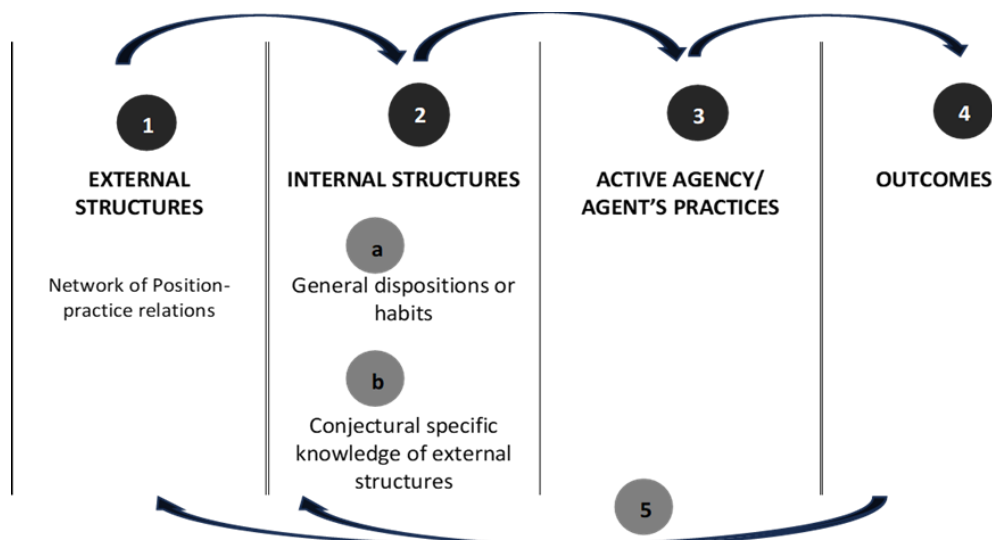 1
EXTERNAL
STRUCTURES
Network of Position-
practice relations
2
INTERNAL STRUCTURES
a
General dispositions or
habits
b
Conjectural specific
knowledge of external
structures
3
ACTIVE AGENCY/
AGENT'S PRACTICES
4
OUTCOMES
5